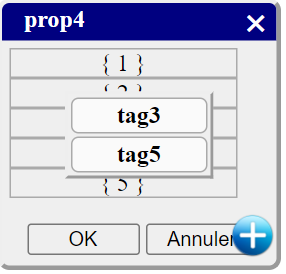 prop4
{ 1 }
tag3
tag5
{ 5 }
OK
Annuler